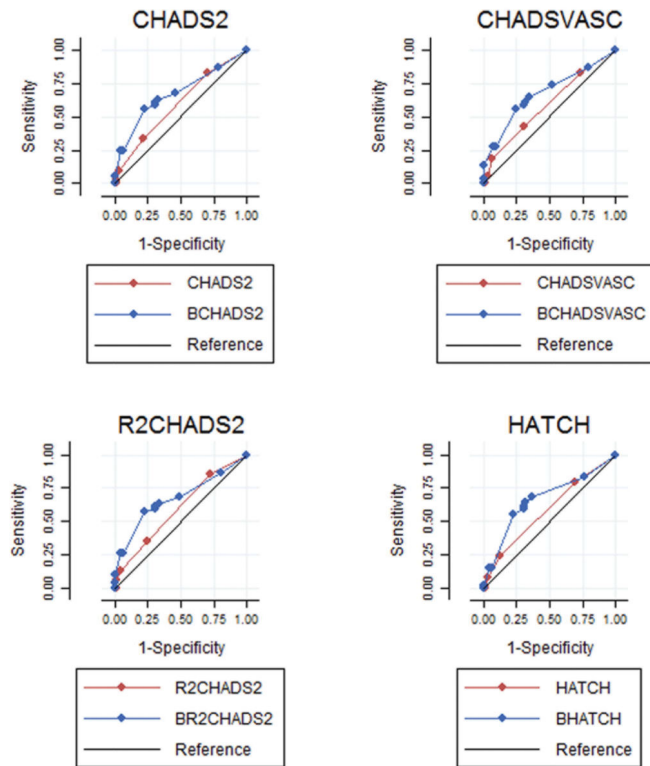 CHADS2
Sensitivity
1.00
0.75
0.50
0.25
0.00
0.00 0.25 0.50 0.75 1.00
1-Specificity
CHADS2
BCHADS2
Reference
CHADSVASC
Sensitivity
1.00
0.75
0.50
0.25
0.00
0.00 0.25 0.50 0.75 1.00
1-Specificity
CHADSVASC
BCHADSVASC
Reference
R2CHADS2
Sensitivity
1.00
0.75
0.50
0.25
0.00
0.00 0.25 0.50 0.75 1.00
1-Specificity
R2CHADS2
BR2CHADS2
Reference
HATCH
Sensitivity
1.00
0.75
0.50
0.25
0.00
0.00 0.25 0.50 0.75 1.00
1-Specificity
HATCH
BHATCH
Reference